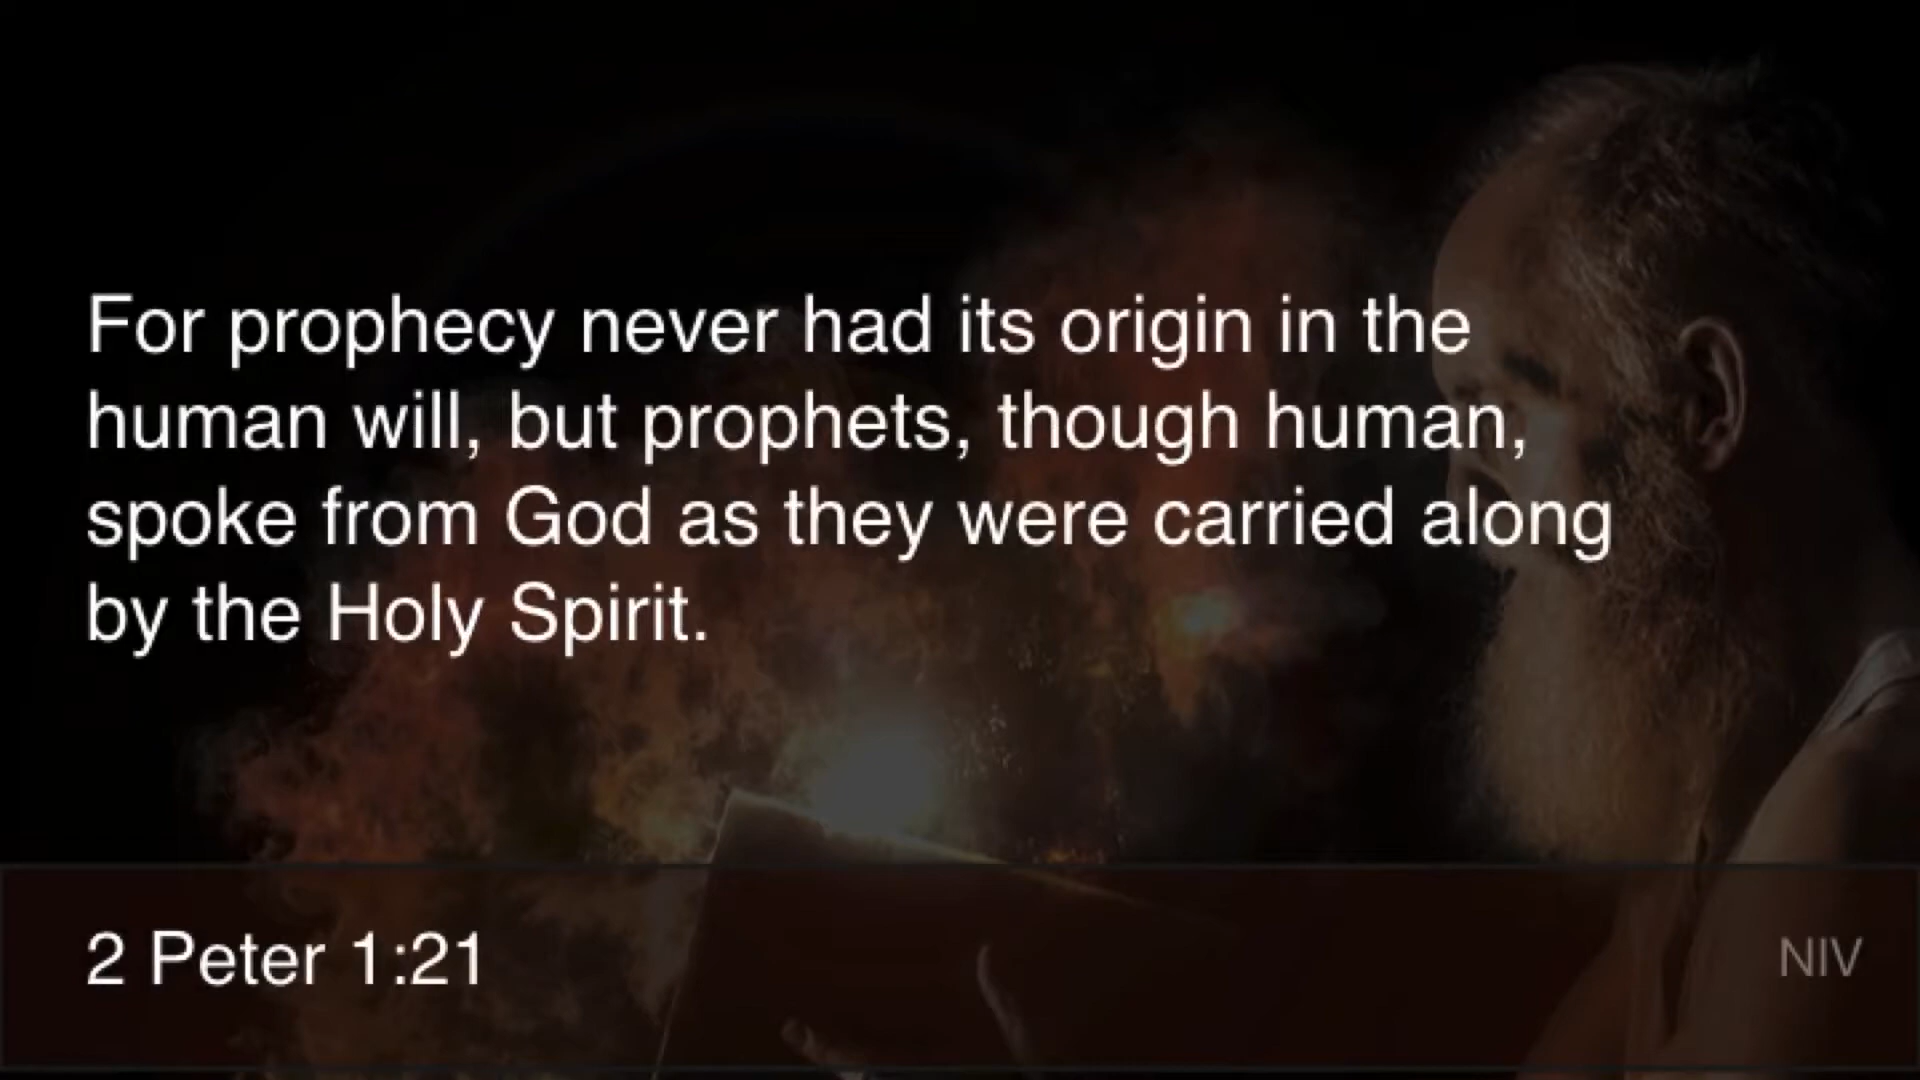 For prophecy never had its origin in the
human will, but prophets, though human,
spoke from God as they were carried along
by the Holy Spirit.
2 Peter 1:21
NIV